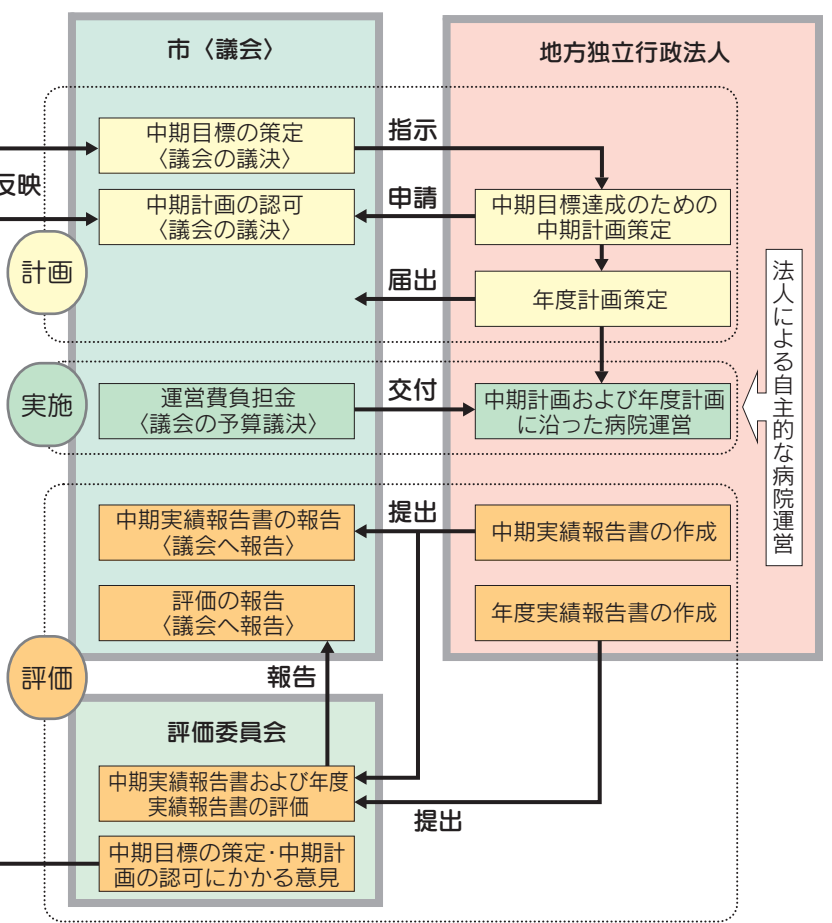 市〈議会〉
地方独立行政法人
中期目標の策定
〈議会の議決〉
指示
反映
中期計画の認可
〈議会の議決〉
申請
中期目標達成のための
中期計画策定
計画
届出
年度計画策定
法人による自主的な病院運営
実施
運営費負担金
〈議会の予算議決〉
交付
中期計画および年度計画
に沿った病院運営
中期実績報告書の報告
〈議会へ報告〉
提出
中期実績報告書の作成
評価の報告
〈議会へ報告〉
年度実績報告書の作成
評価
報告
評価委員会
中期実績報告書および年度
実績報告書の評価
提出
中期目標の策定・中期計
画の認可にかかる意見